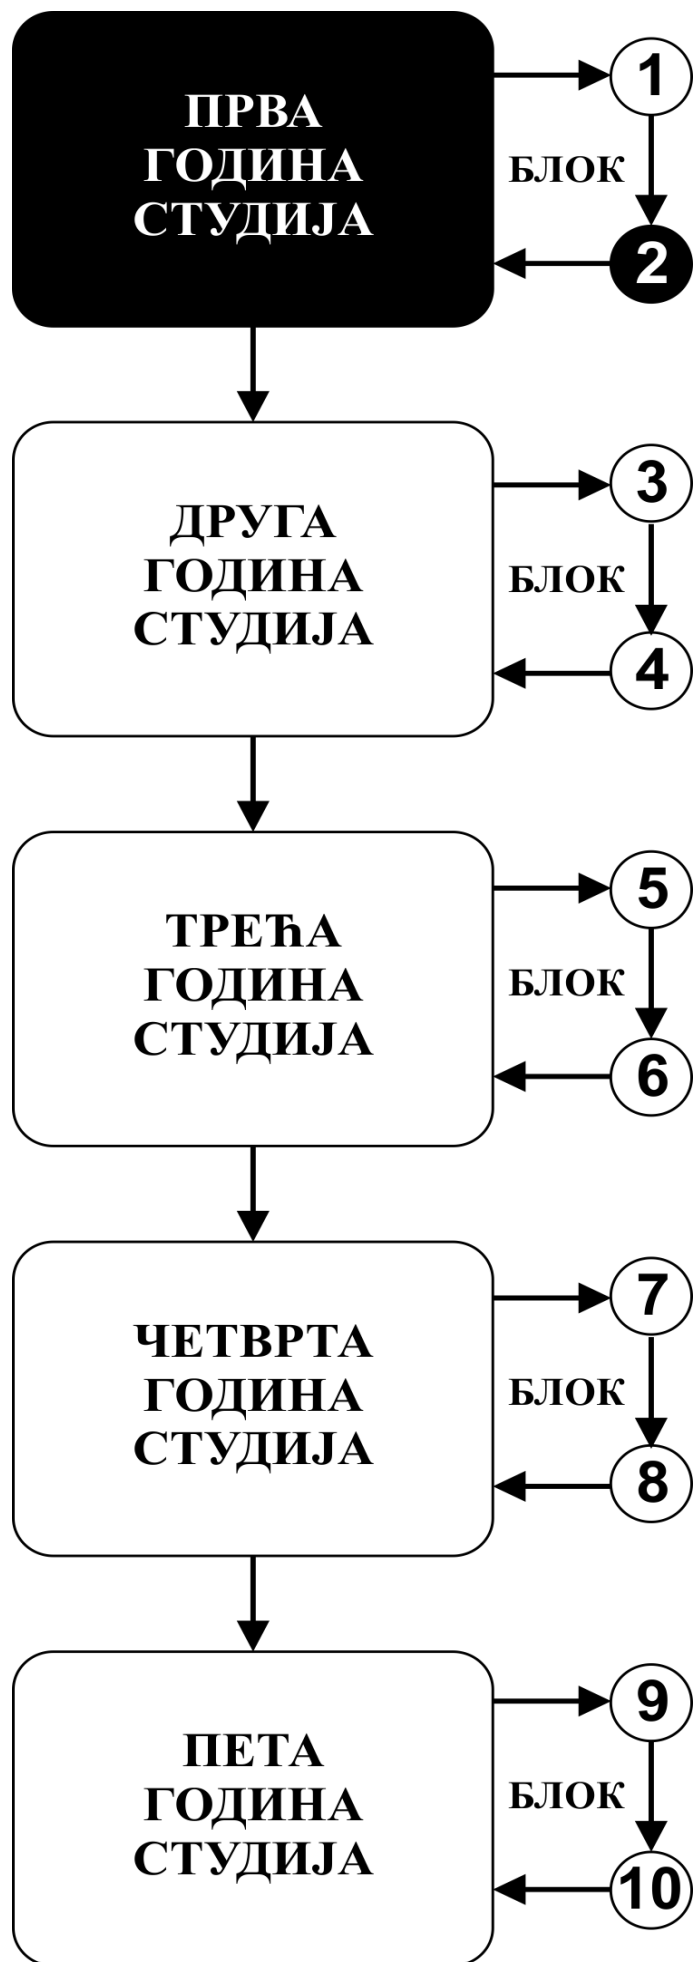 ПРВА
ГОДИНА
СТУДИЈА
1
БЛОК
2
ДРУГА
ГОДИНА
СТУДИЈА
3
БЛОК
4
ТРЕЋА
ГОДИНА
СТУДИЈА
5
БЛОК
6
ЧЕТВРТА
ГОДИНА
СТУДИЈА
7
БЛОК
8
ПЕТА
ГОДИНА
СТУДИЈА
9
БЛОК
10